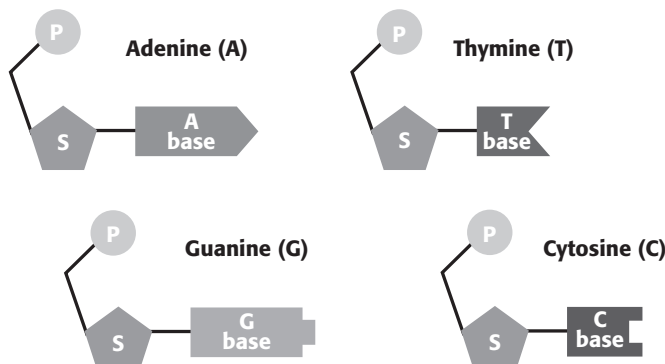 P
Adenine (A)
S
A
base
P
Thymine (T)
S
T
base
P
Guanine (G)
S
G
base
P
Cytosine (C)
S
C
base